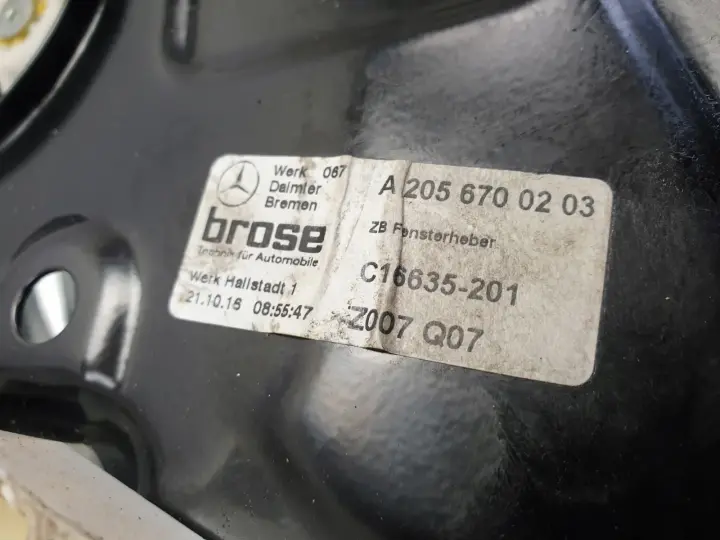 Werk 067
Daimler
Bremen
brose
Technik für Automobile
Werk Hallstadt 1
21.10.16 08:55:47
A 205 670 02 03
ZB Fensterheber
C16635-201
Z007 Q07